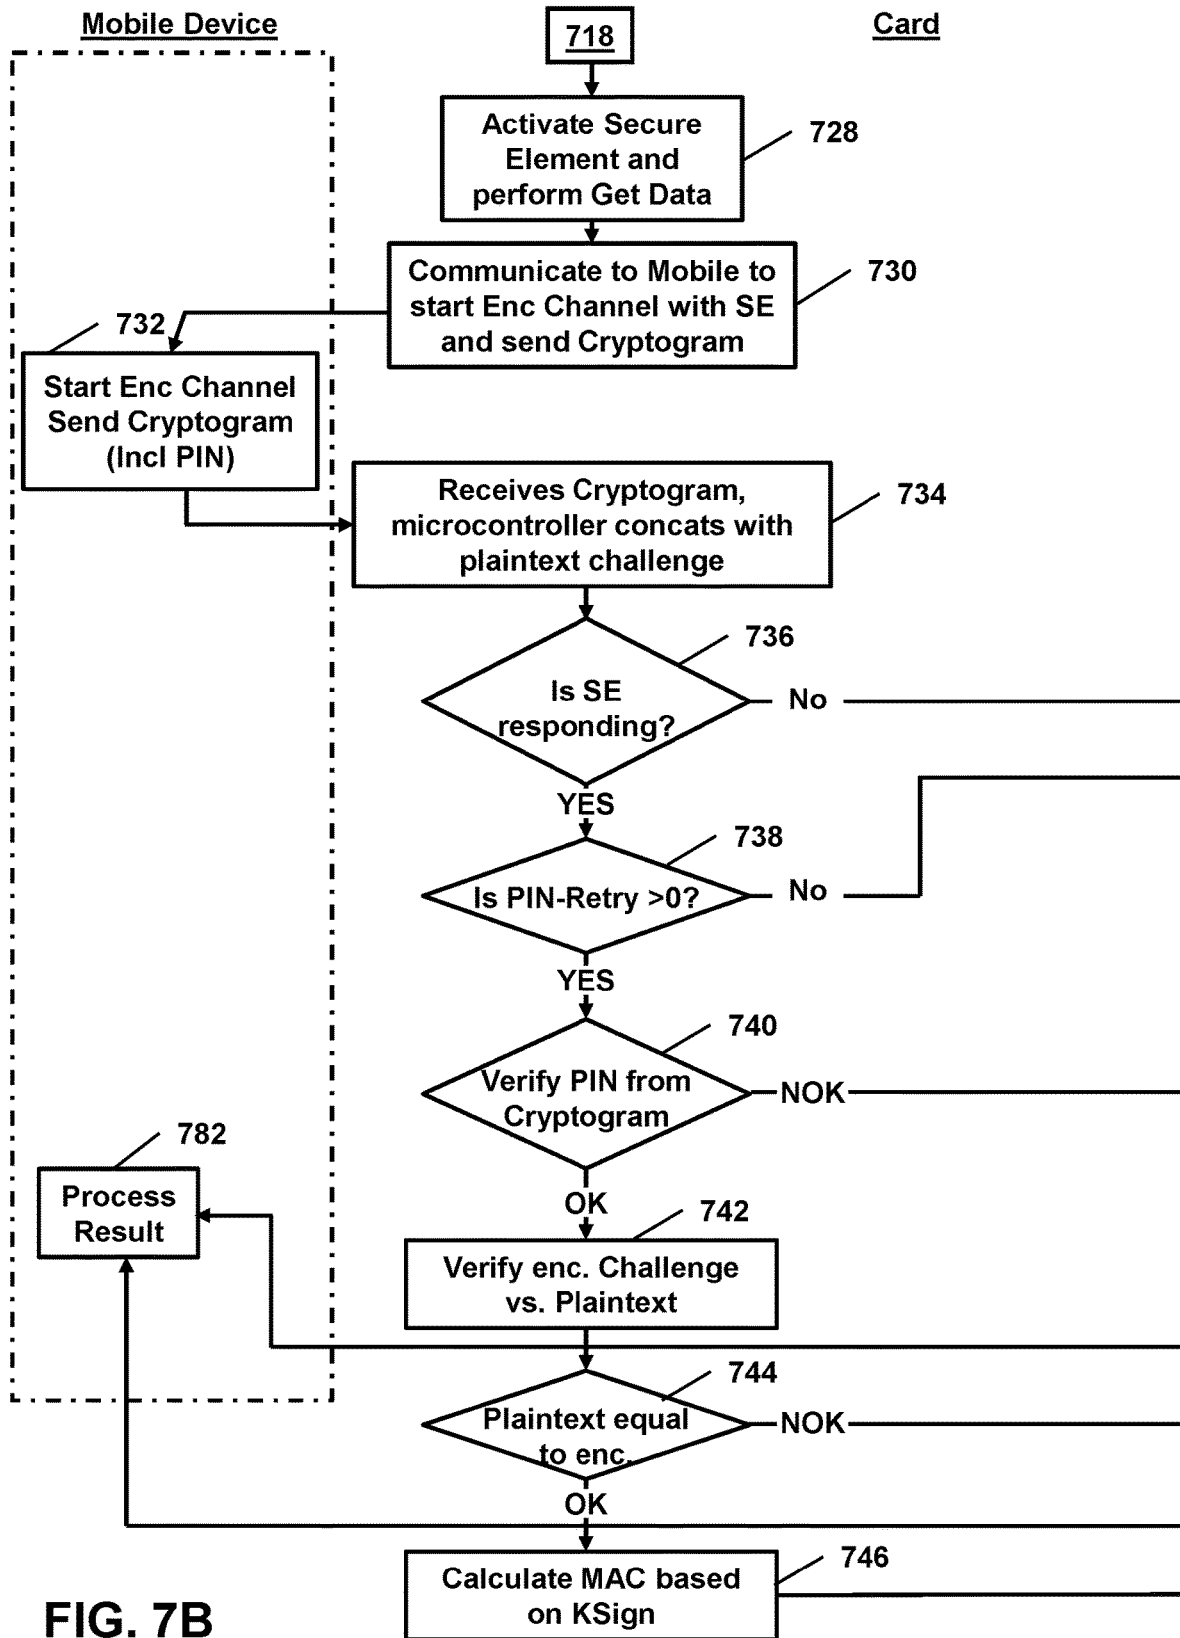 Mobile Device
718
Card
Activate Secure
Element and
perform Get Data
728
Communicate to Mobile to
start Enc Channel with SE
and send Cryptogram
730
732
Start Enc Channel
Send Cryptogram
(Incl PIN)
Receives Cryptogram,
microcontroller concats with
plaintext challenge
734
736
Is SE
responding?
No
YES
738
Is PIN-Retry >0?
No
YES
740
Verify PIN from
Cryptogram
NOK
OK
782
Process
Result
742
Verify enc. Challenge
vs. Plaintext
744
Plaintext equal
to enc.
NOK
OK
746
Calculate MAC based
on KSign
FIG. 7B